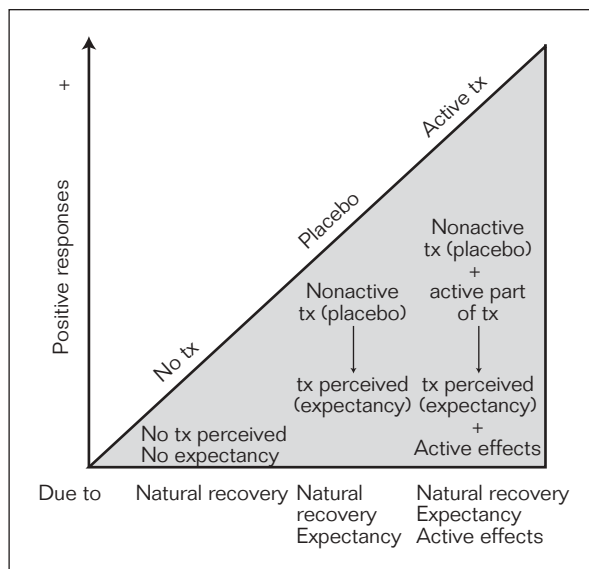 +
Positive responses
No tx
Placebo
Active tx
No tx perceived
No expectancy
Nonactive
tx (placebo)
tx perceived
(expectancy)
Nonactive
tx (placebo)
+
active part
of tx
tx perceived
(expectancy)
+
Active effects
Due to
Natural recovery
Natural
recovery
Expectancy
Natural recovery
Expectancy
Active effects